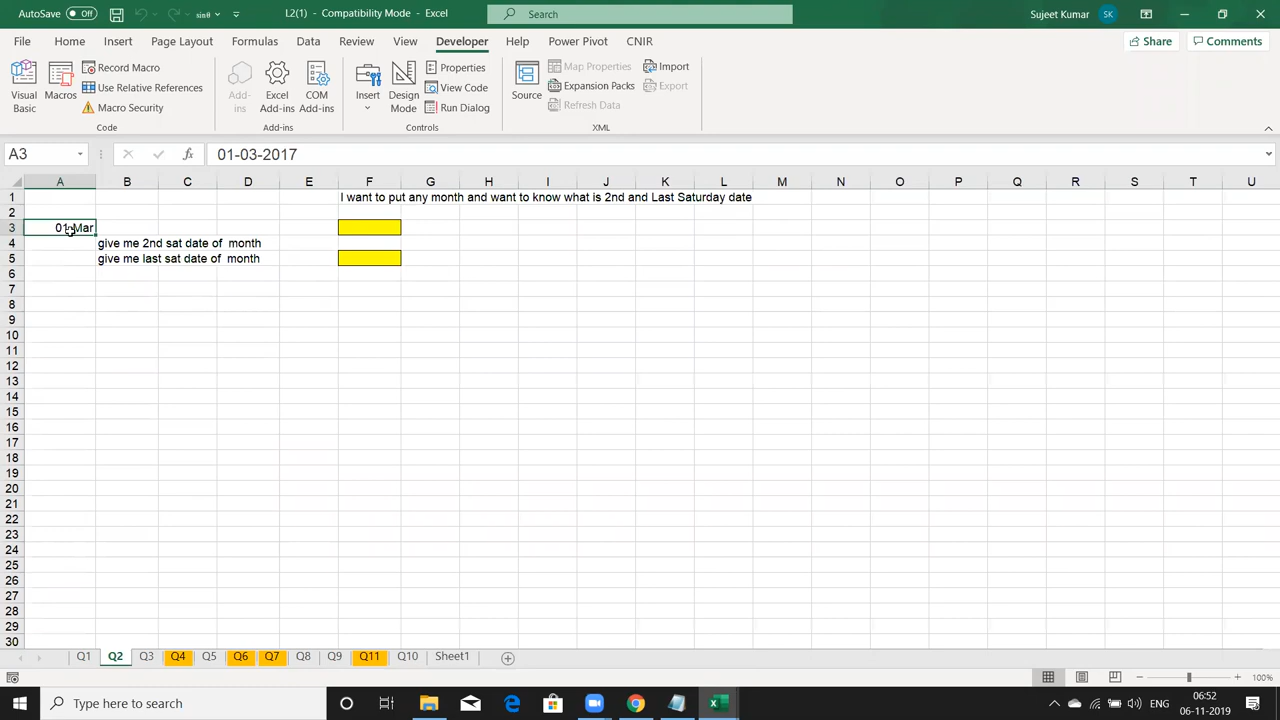 AutoSave Off
sinθ
L2(1) - Compatibility Mode - Excel
Search
Sujeet Kumar SK
File Home Insert Page Layout Formulas Data Review View Developer Help Power Pivot CNIR
Share Comments
Visual Basic
Macros
Record Macro
Use Relative References
Macro Security
Code
Add-ins
Excel Add-ins
COM Add-ins
Add-ins
Insert
Design Mode
Properties
View Code
Run Dialog
Controls
Source
Map Properties
Expansion Packs
Refresh Data
Import
Export
XML
A3 fx 01-03-2017
A B C D E F G H I J K L M N O P Q R S T U
1 I want to put any month and want to know what is 2nd and Last Saturday date
2
3 01-Mar
4 give me 2nd sat date of month
5 give me last sat date of month
6
7
8
9
10
11
12
13
14
15
16
17
18
19
20
21
22
23
24
25
26
27
28
29
30
Q1 Q2 Q3 Q4 Q5 Q6 Q7 Q8 Q9 Q11 Q10 Sheet1
100%
Type here to search
06:52
06-11-2019